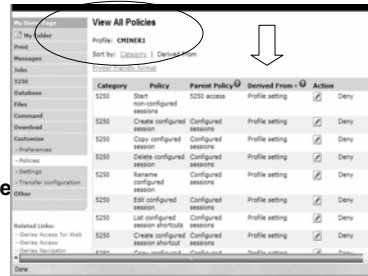 My Home Page
My Folder
Print
Messages
Jobs
5250
Database
Files
Command
Download
Customize
- Preferences
- Policies
- Settings
- Transfer configuration
Other
Related Links:
- iSeries Access for Web
- iSeries Access
- iSeries Navigator
e
View All Policies
Profile: CMINER1
Sort by: Category | Derived From
Printer friendly format
Category Policy Parent Policy Derived From - Action
5250 Start non-configured sessions 5250 access Profile setting Deny
5250 Create configured session Configured sessions Profile setting Deny
5250 Copy configured session Configured sessions Profile setting Deny
5250 Delete configured session Configured sessions Profile setting Deny
5250 Rename configured session Configured sessions Profile setting Deny
5250 Edit configured session Configured sessions Profile setting Deny
5250 List configured session shortcuts Configured sessions Profile setting Deny
5250 Create configured session shortcut Configured sessions Profile setting Deny
Done